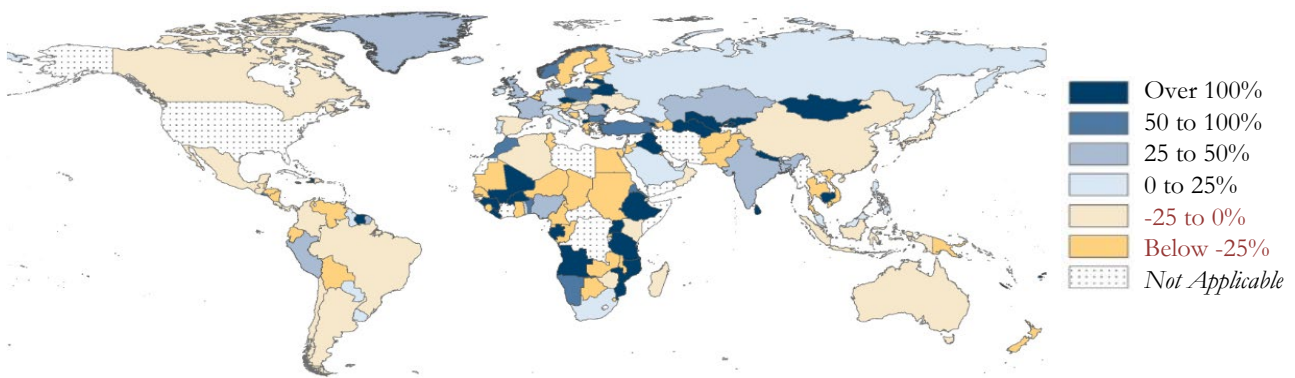 Over 100%
50 to 100%
25 to 50%
0 to 25%
-25 to 0%
Below -25%
Not Applicable